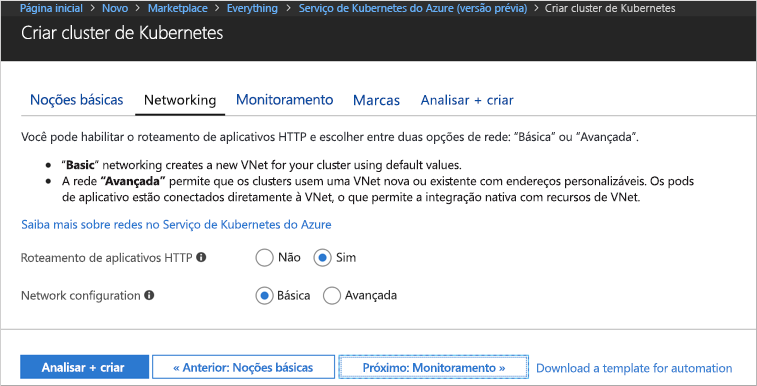 Página inicial > Novo > Marketplace > Everything > Serviço de Kubernetes do Azure (versão prévia) > Criar cluster de Kubernetes
Criar cluster de Kubernetes
Noções básicas Networking Monitoramento Marcas Analisar + criar
Você pode habilitar o roteamento de aplicativos HTTP e escolher entre duas opções de rede: "Básica" ou "Avançada".
• "Basic" networking creates a new VNet for your cluster using default values.
• A rede "Avançada" permite que os clusters usem uma VNet nova ou existente com endereços personalizáveis. Os pods
de aplicativo estão conectados diretamente à VNet, o que permite a integração nativa com recursos de VNet.
Saiba mais sobre redes no Serviço de Kubernetes do Azure
Roteamento de aplicativos HTTP Não Sim
Network configuration Básica Avançada
Analisar + criar « Anterior: Noções básicas Próximo: Monitoramento » Download a template for automation